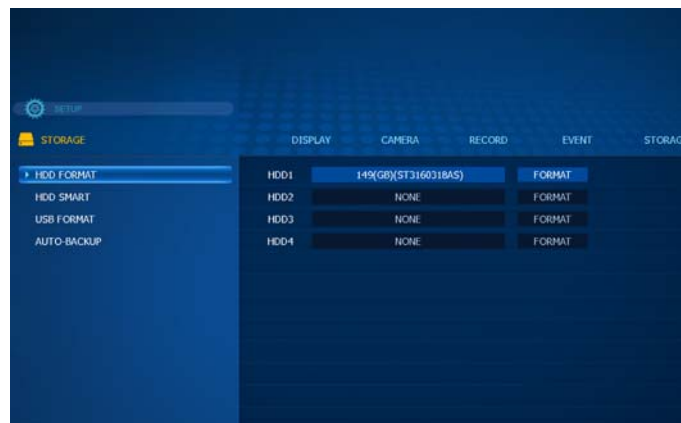 SETUP
STORAGE
DISPLAY CAMERA RECORD EVENT STORAG
HDD FORMAT
HDD SMART
USB FORMAT
AUTO-BACKUP
HDD1 149(GB)(ST3160318AS) FORMAT
HDD2 NONE FORMAT
HDD3 NONE FORMAT
HDD4 NONE FORMAT